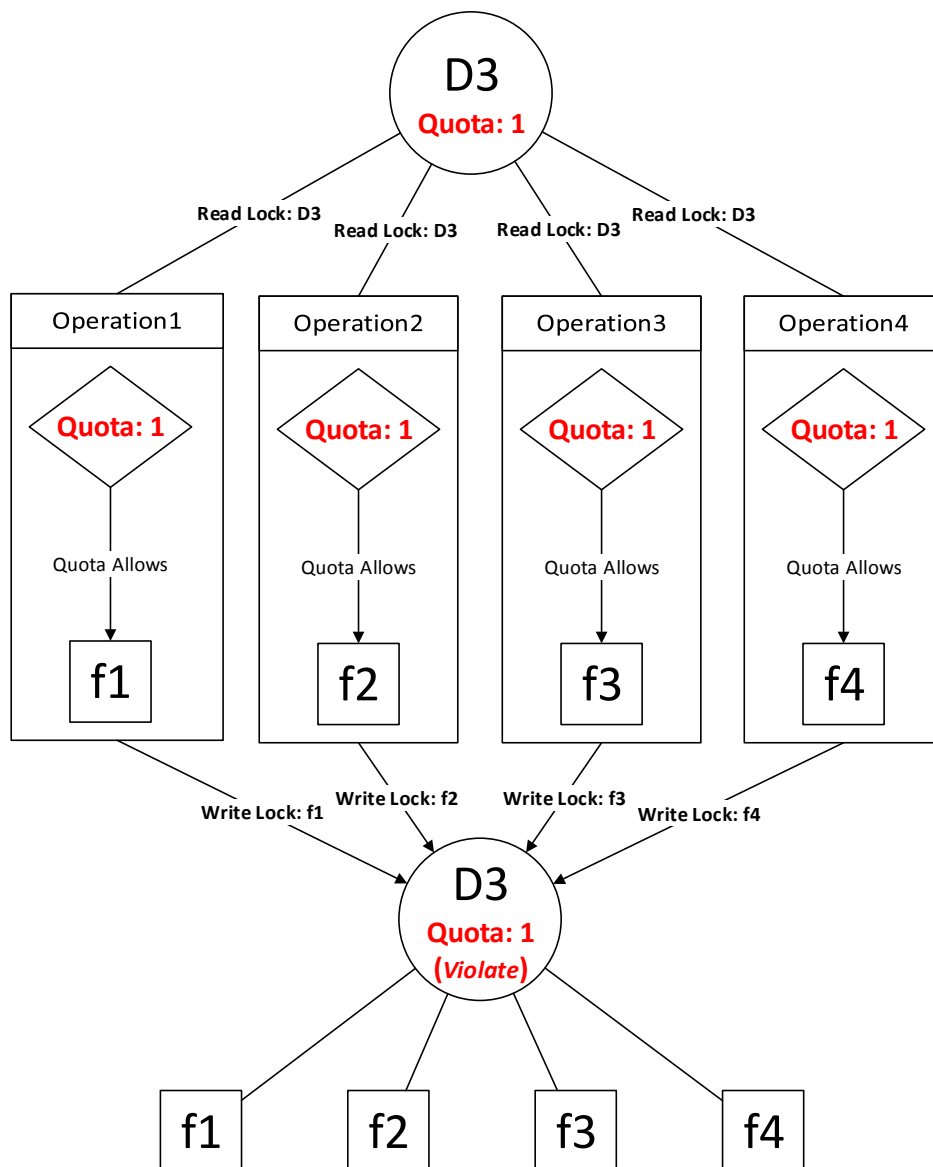 D3
Quota: 1
Read Lock: D3
Read Lock: D3
Read Lock: D3
Read Lock: D3
Operation1
Operation2
Operation3
Operation4
Quota: 1
Quota: 1
Quota: 1
Quota: 1
Quota Allows
Quota Allows
Quota Allows
Quota Allows
f1
f2
f3
f4
Write Lock: f1
Write Lock: f2
Write Lock: f3
Write Lock: f4
D3
Quota: 1
(Violate)
f1
f2
f3
f4